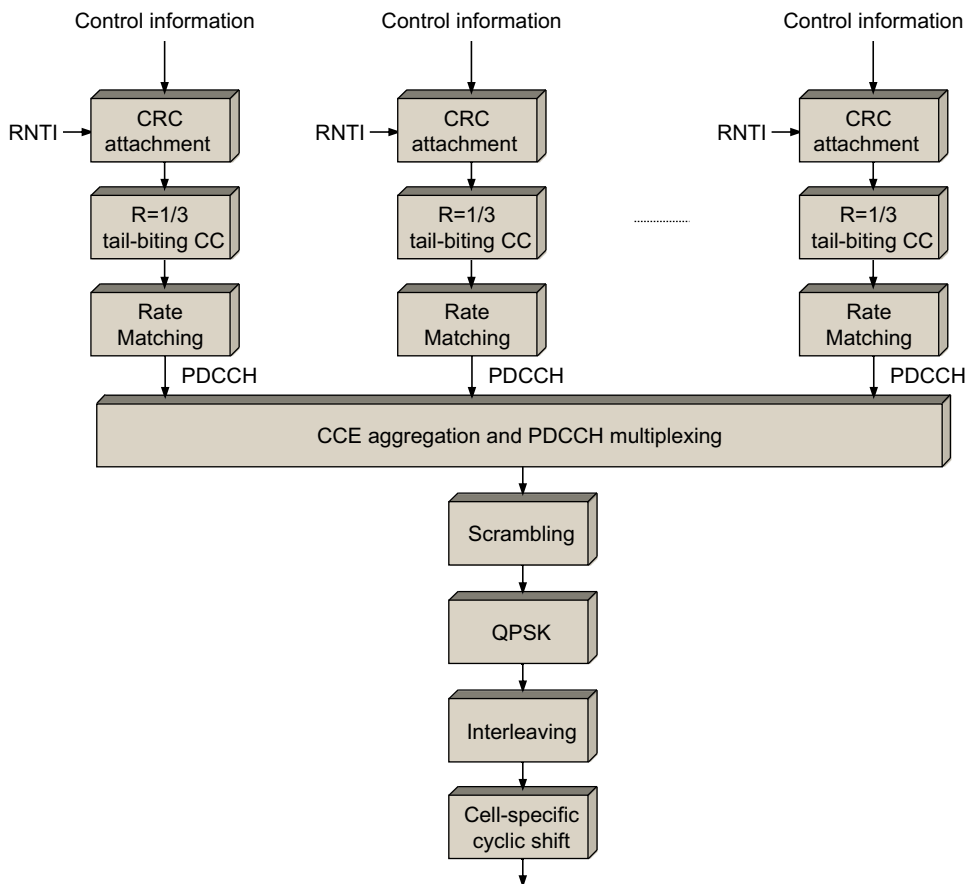 Control information Control information Control information
RNTI CRC attachment RNTI CRC attachment RNTI CRC attachment
R=1/3 tail-biting CC R=1/3 tail-biting CC R=1/3 tail-biting CC
Rate Matching Rate Matching Rate Matching
PDCCH PDCCH PDCCH
CCE aggregation and PDCCH multiplexing
Scrambling
QPSK
Interleaving
Cell-specific
cyclic shift